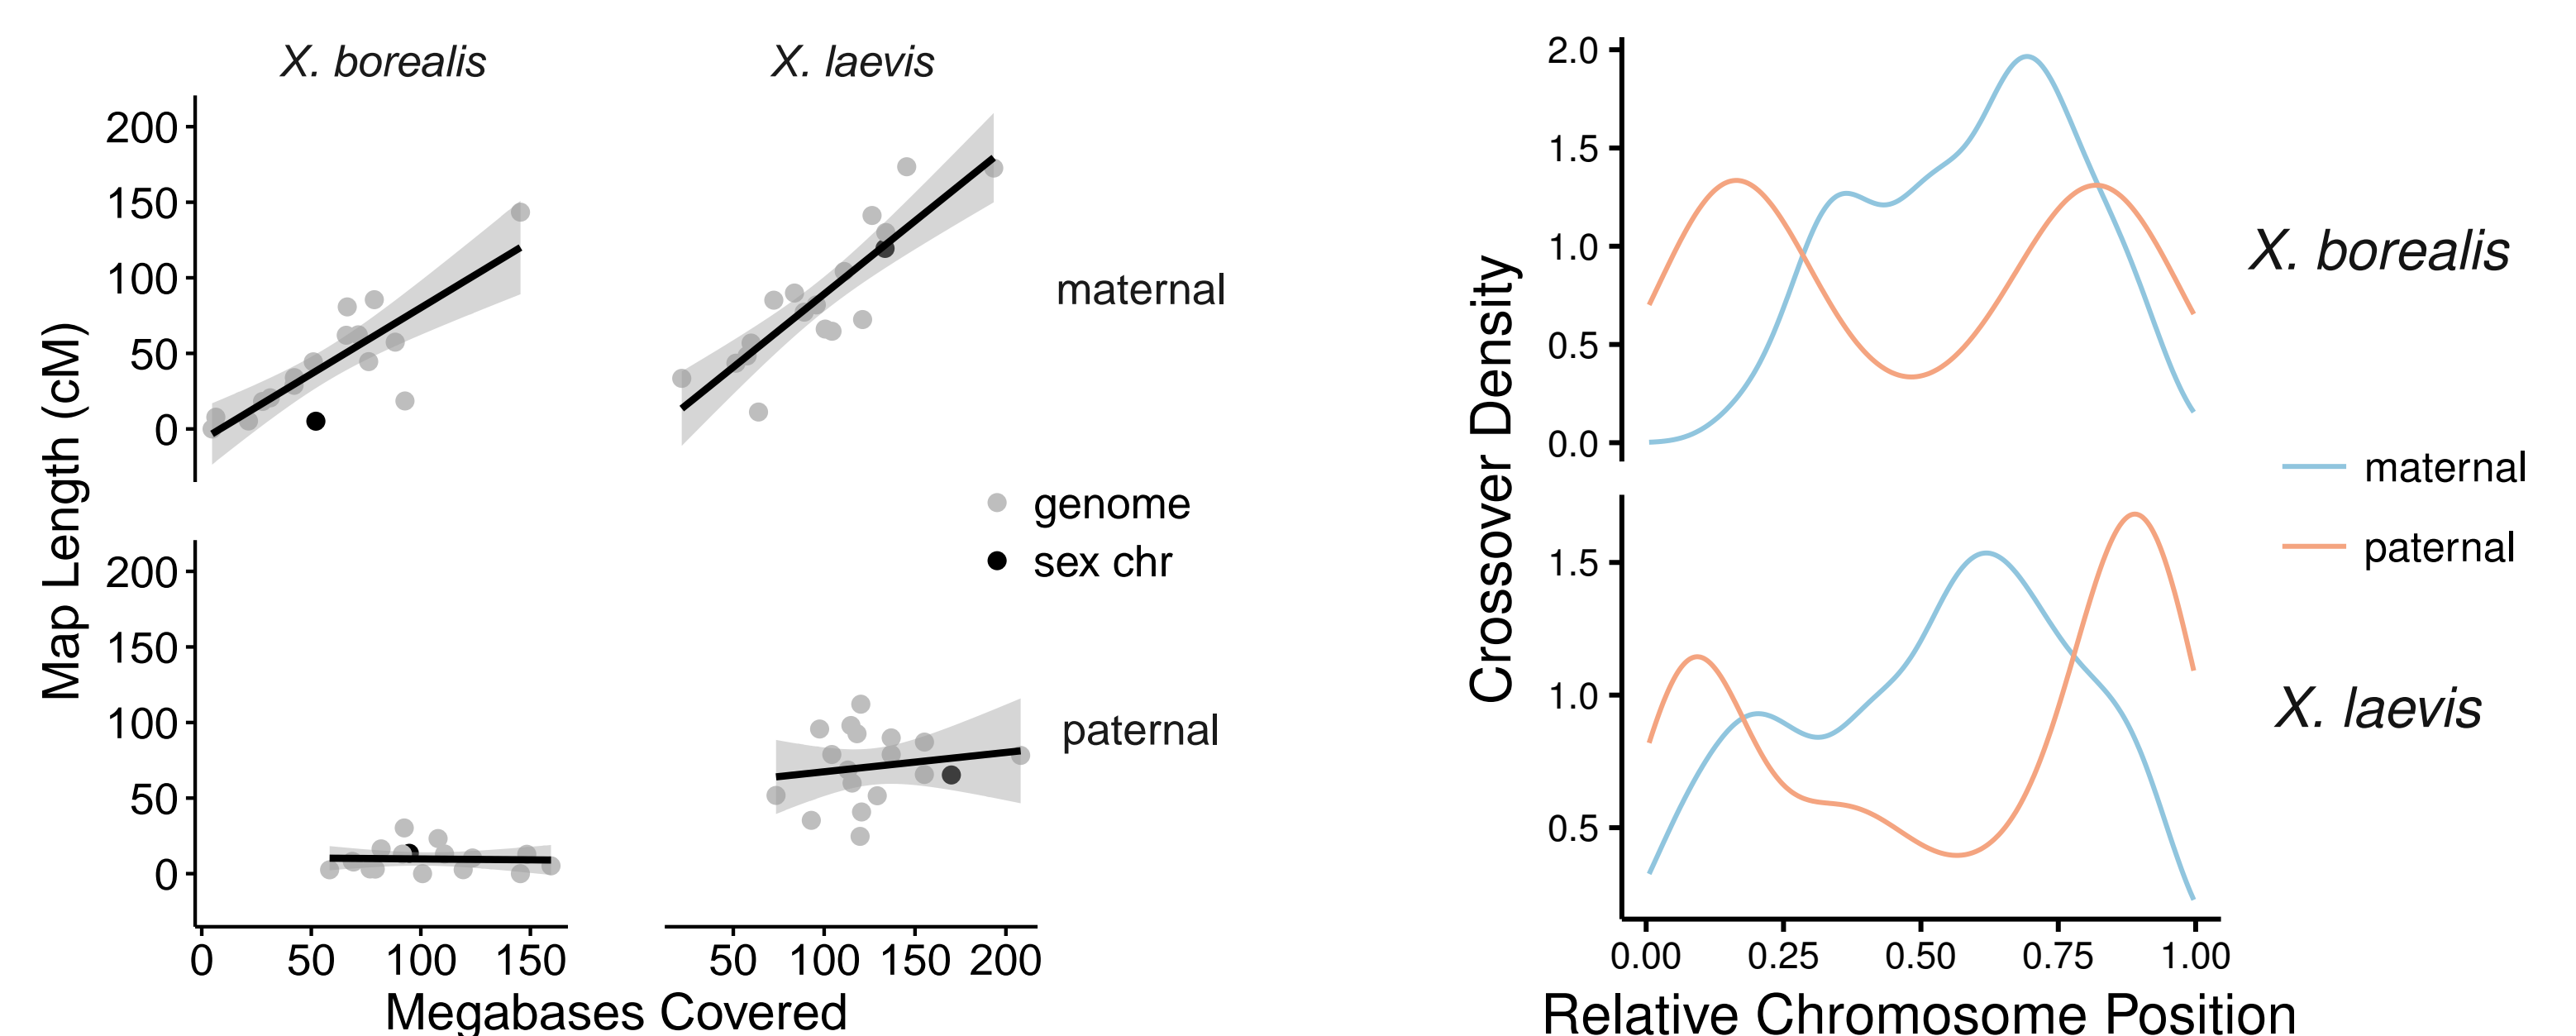 X. borealis
X. laevis
Map Length (cM)
200
150
100
50
0
maternal
genome
sex chr
200
150
100
50
0
paternal
0 50 100 150
50 100 150 200
Megabases Covered
Crossover Density
2.0
1.5
1.0
0.5
0.0
X. borealis
maternal
paternal
1.5
1.0
0.5
X. laevis
0.00 0.25 0.50 0.75 1.00
Relative Chromosome Position